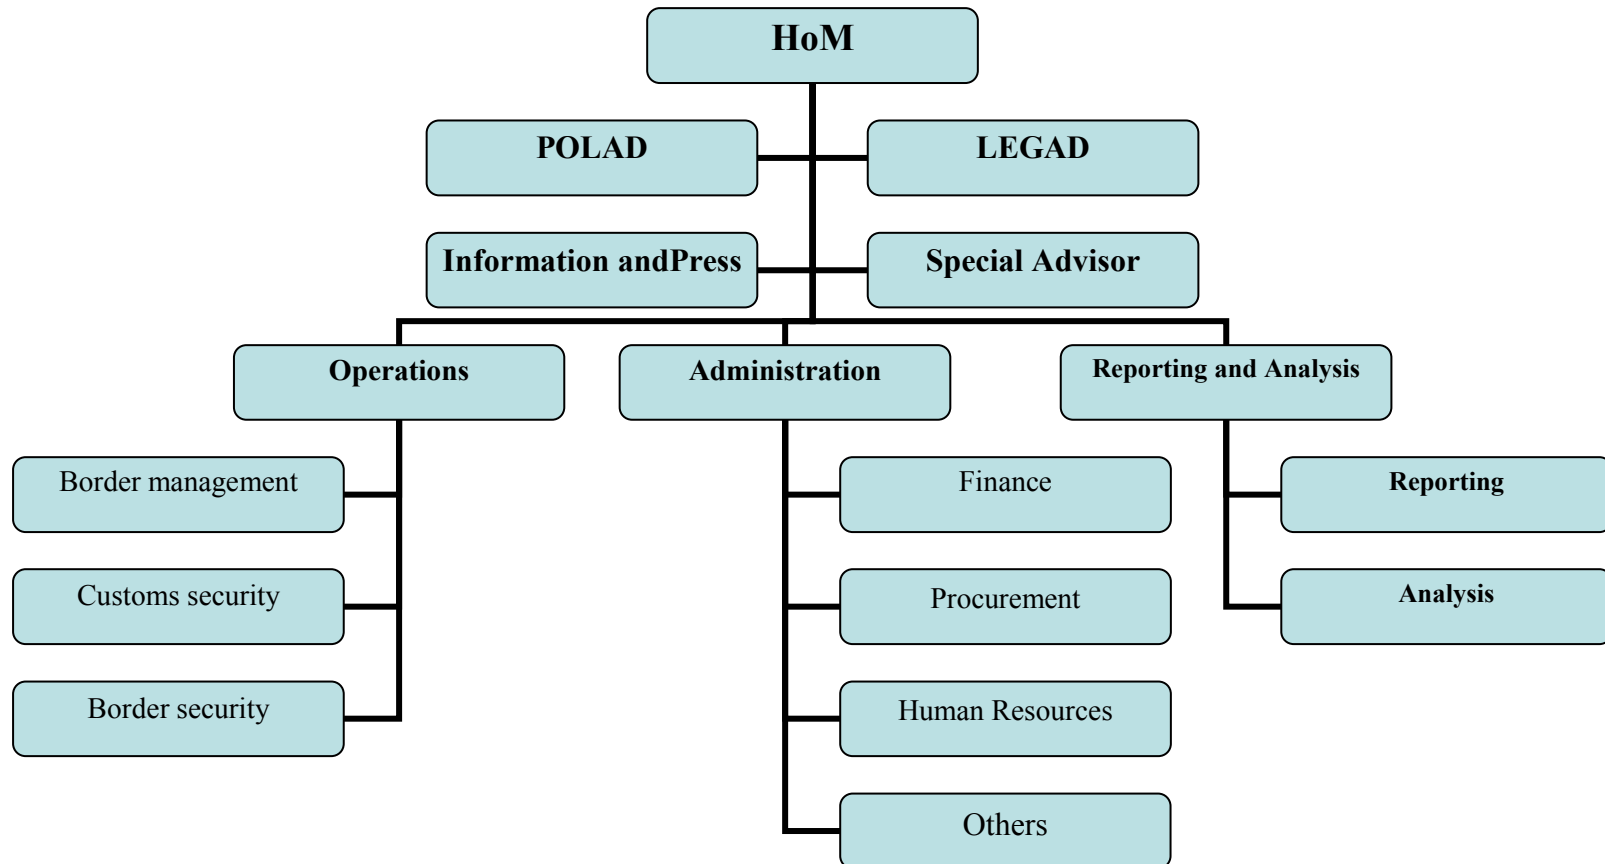 HoM
POLAD
LEGAD
Information andPress
Special Advisor
Operations
Administration
Reporting and Analysis
Border management
Finance
Reporting
Customs security
Procurement
Analysis
Border security
Human Resources
Others